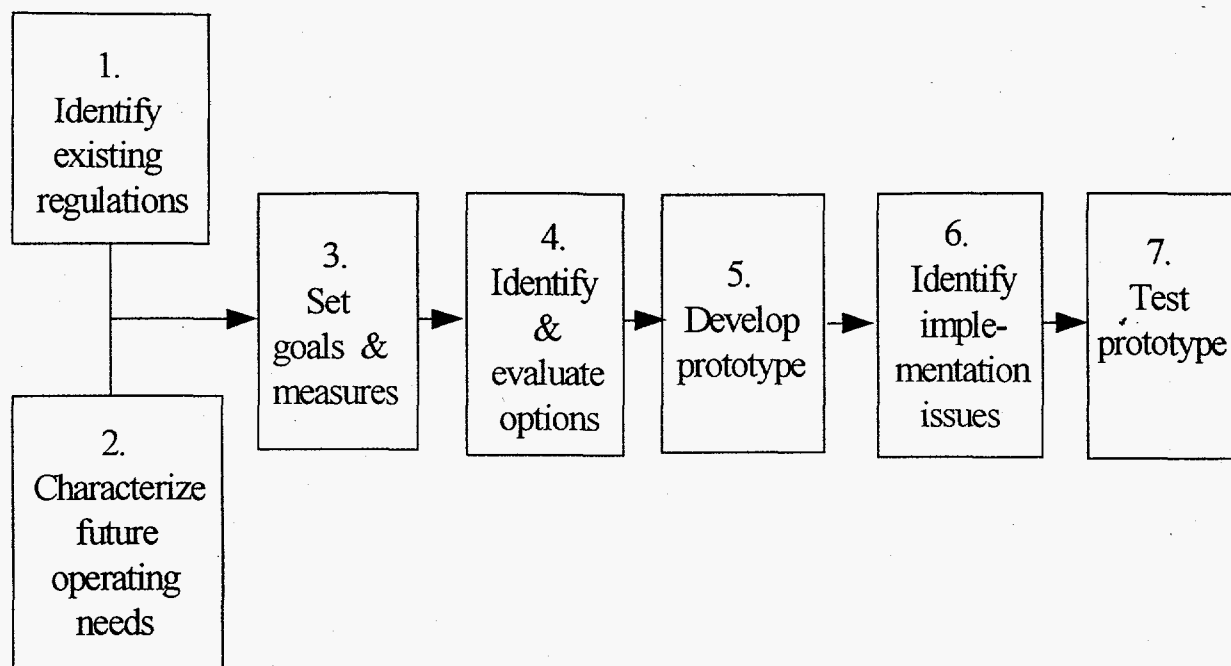 1.
Identify
existing
regulations
2.
Characterize
future
operating
needs
3.
Set
goals &
measures
4.
Identify
&
evaluate
options
5.
Develop
prototype
6.
Identify
imple-
mentation
issues
7.
Test
prototype